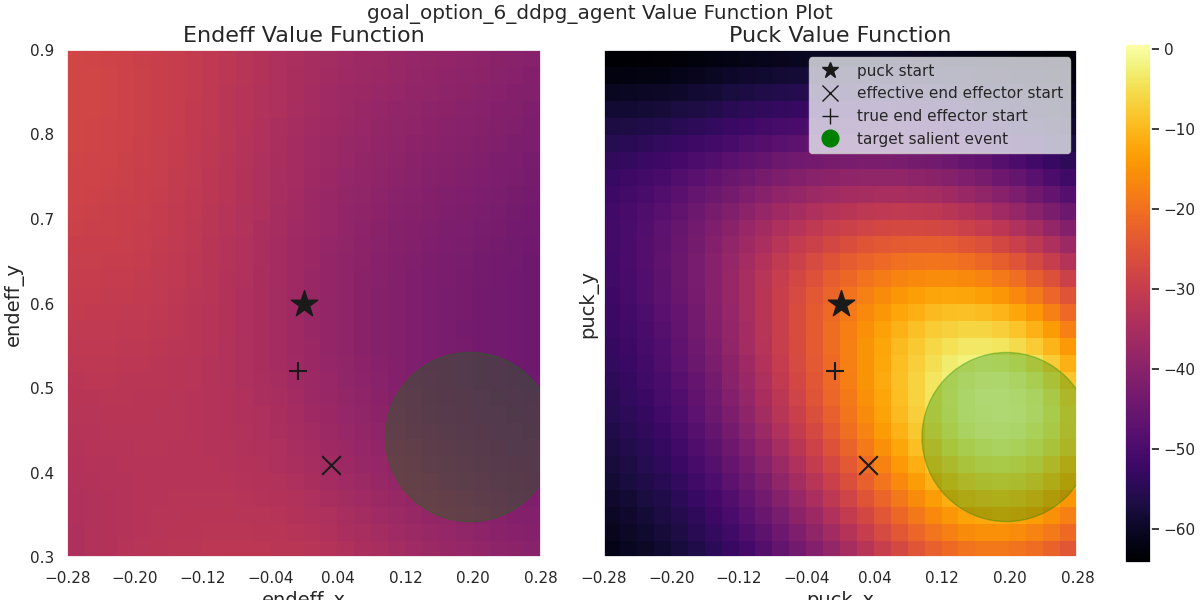 goal_option_6_ddpg_agent Value Function Plot
Endeff Value Function
Puck Value Function
puck start
effective end effector start
true end effector start
target salient event
endeff_y
0.9
0.8
0.7
0.6
0.5
0.4
0.3
−0.28 −0.20 −0.12 −0.04 0.04 0.12 0.20 0.28
endeff_x
puck_y
−0.28 −0.20 −0.12 −0.04 0.04 0.12 0.20 0.28
puck_x
0
−10
−20
−30
−40
−50
−60